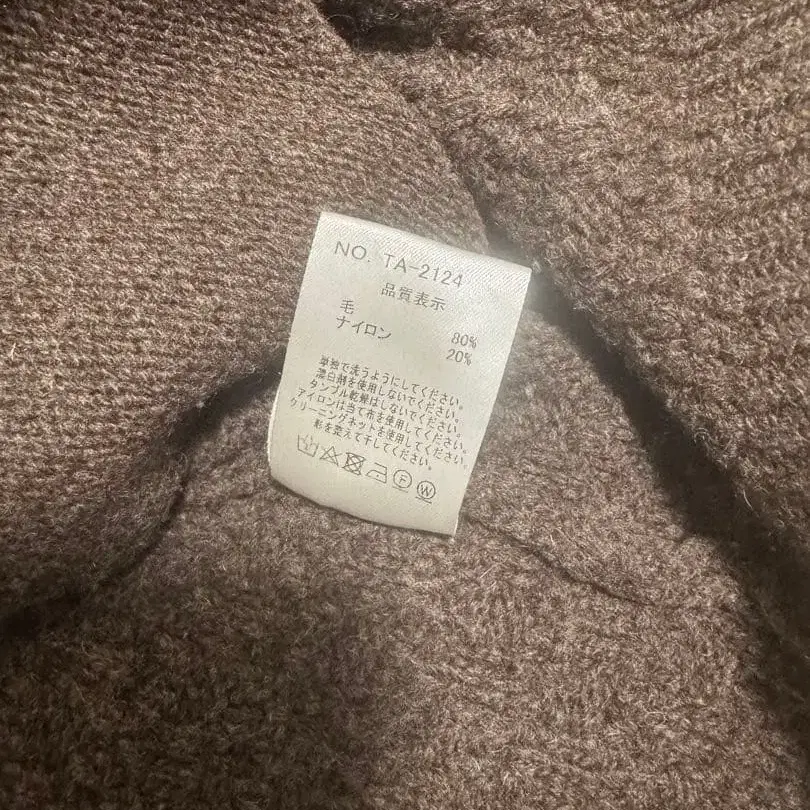 NO. TA-2124
品質表示
毛 80%
ナイロン 20%
単独で洗うようにしてください。
漂白剤を使用しないでください。
タンブル乾燥はしないでください。
アイロンは当て布を使用してください。
クリーニングネットを使用してください。
形を整えて干してください。
F W